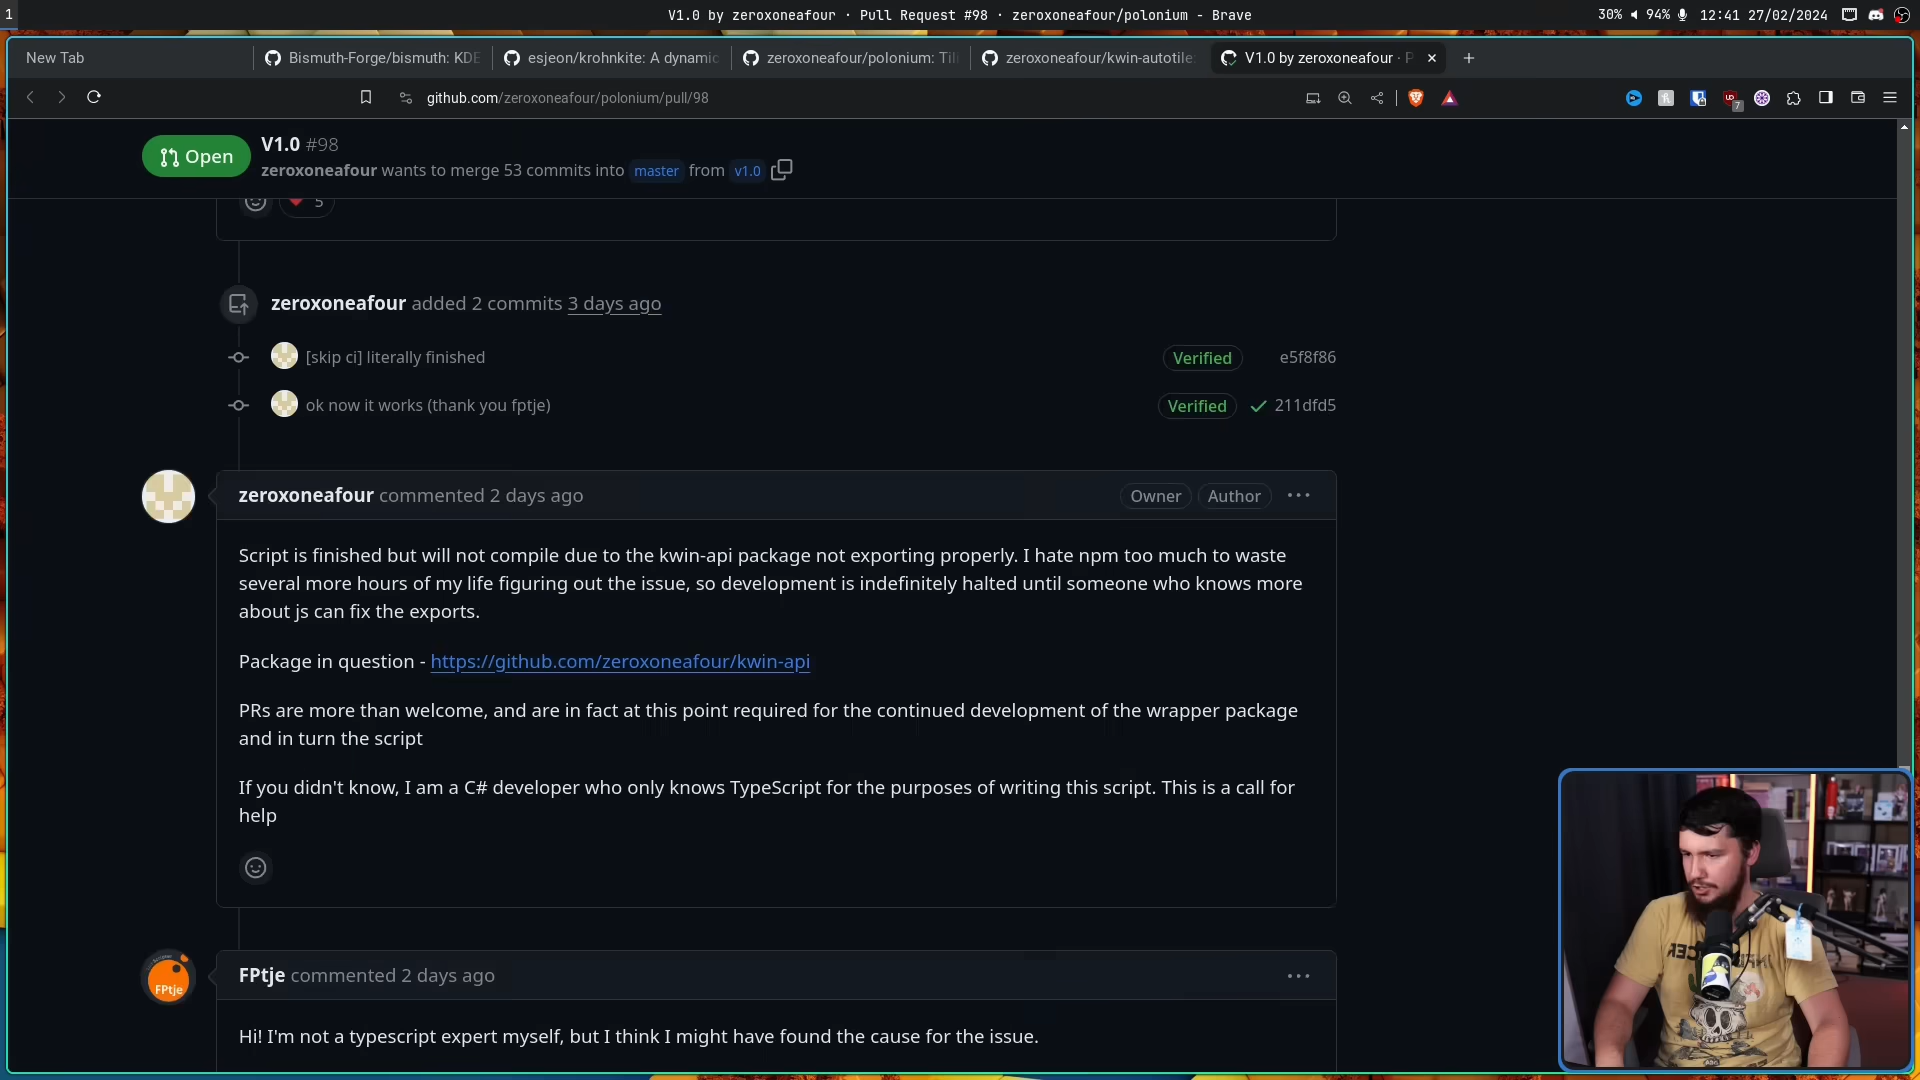 1
V1.0 by zeroxoneafour · Pull Request #98 · zeroxoneafour/polonium - Brave
30%
94%
12:41 27/02/2024
New Tab
Bismuth-Forge/bismuth: KDE
esjeon/krohnkite: A dynamic
zeroxoneafour/polonium: Tili
zeroxoneafour/kwin-autotile:
V1.0 by zeroxoneafour · P
github.com/zeroxoneafour/polonium/pull/98
7
Open
V1.0 #98
zeroxoneafour wants to merge 53 commits into master from v1.0
5
zeroxoneafour added 2 commits 3 days ago
[skip ci] literally finished
Verified
e5f8f86
ok now it works (thank you fptje)
Verified
211dfd5
zeroxoneafour commented 2 days ago
Owner
Author
Script is finished but will not compile due to the kwin-api package not exporting properly. I hate npm too much to waste
several more hours of my life figuring out the issue, so development is indefinitely halted until someone who knows more
about js can fix the exports.
Package in question - https://github.com/zeroxoneafour/kwin-api
PRs are more than welcome, and are in fact at this point required for the continued development of the wrapper package
and in turn the script
If you didn't know, I am a C# developer who only knows TypeScript for the purposes of writing this script. This is a call for
help
FPtje
FPtje commented 2 days ago
Hi! I'm not a typescript expert myself, but I think I might have found the cause for the issue.